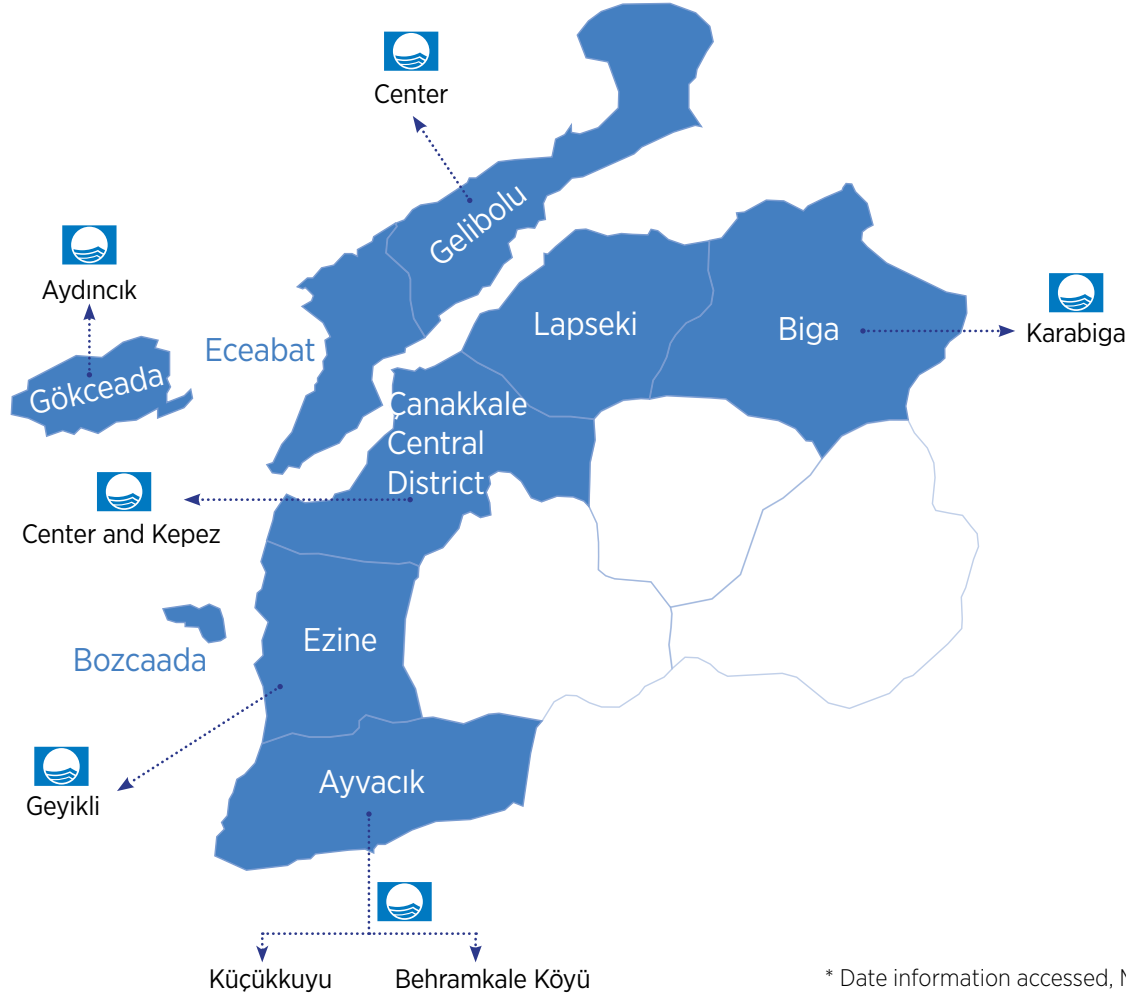 Center
Gelibolu
Aydıncık
Gökceada
Eceabat
Lapseki
Biga
Karabiga
Çanakkale
Central
District
Center and Kepez
Bozcaada
Ezine
Geyikli
Ayvacık
Küçükkuyu
Behramkale Köyü
* Date information accessed,